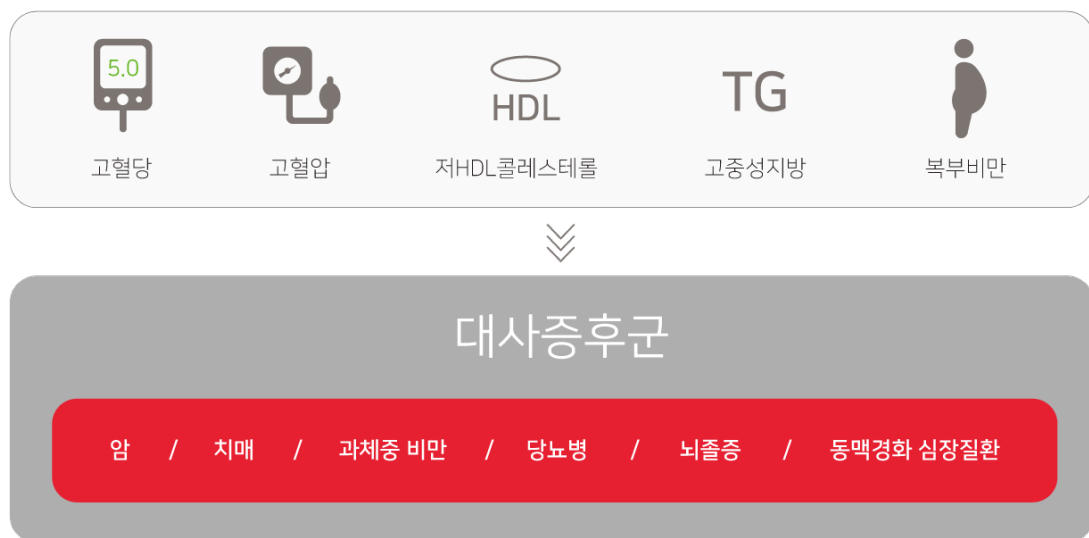 5.0
HDL
TG
고혈당 고혈압 저HDL콜레스테롤 고중성지방 복부비만
대사증후군
암 / 치매 / 과체중 비만 / 당뇨병 / 뇌졸증 / 동맥경화 심장질환